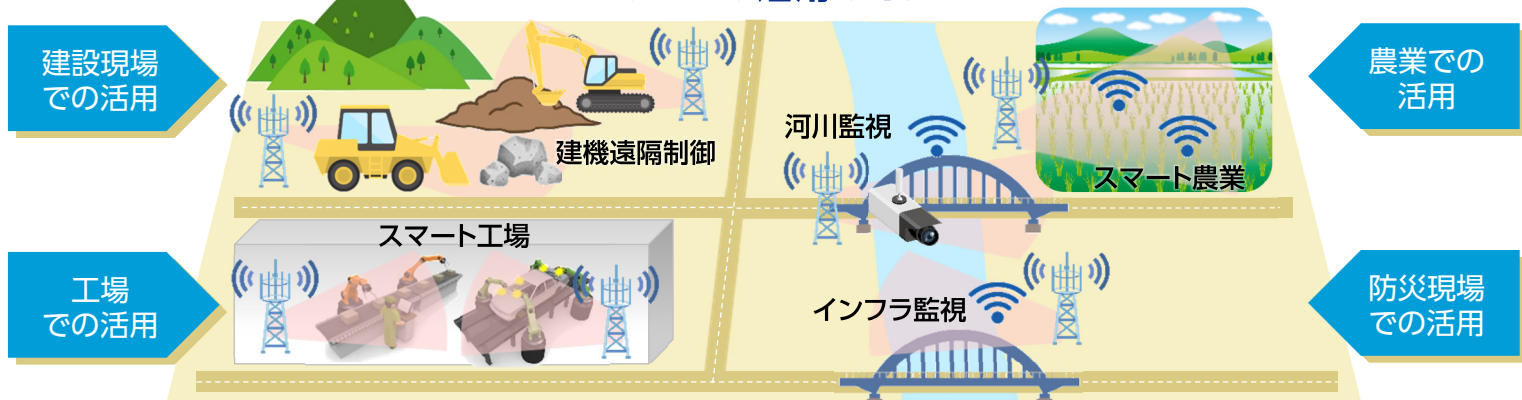 建設現場
での活用
建機遠隔制御
河川監視
スマート農業
農業での
活用
工場
での活用
スマート工場
インフラ監視
防災現場
での活用